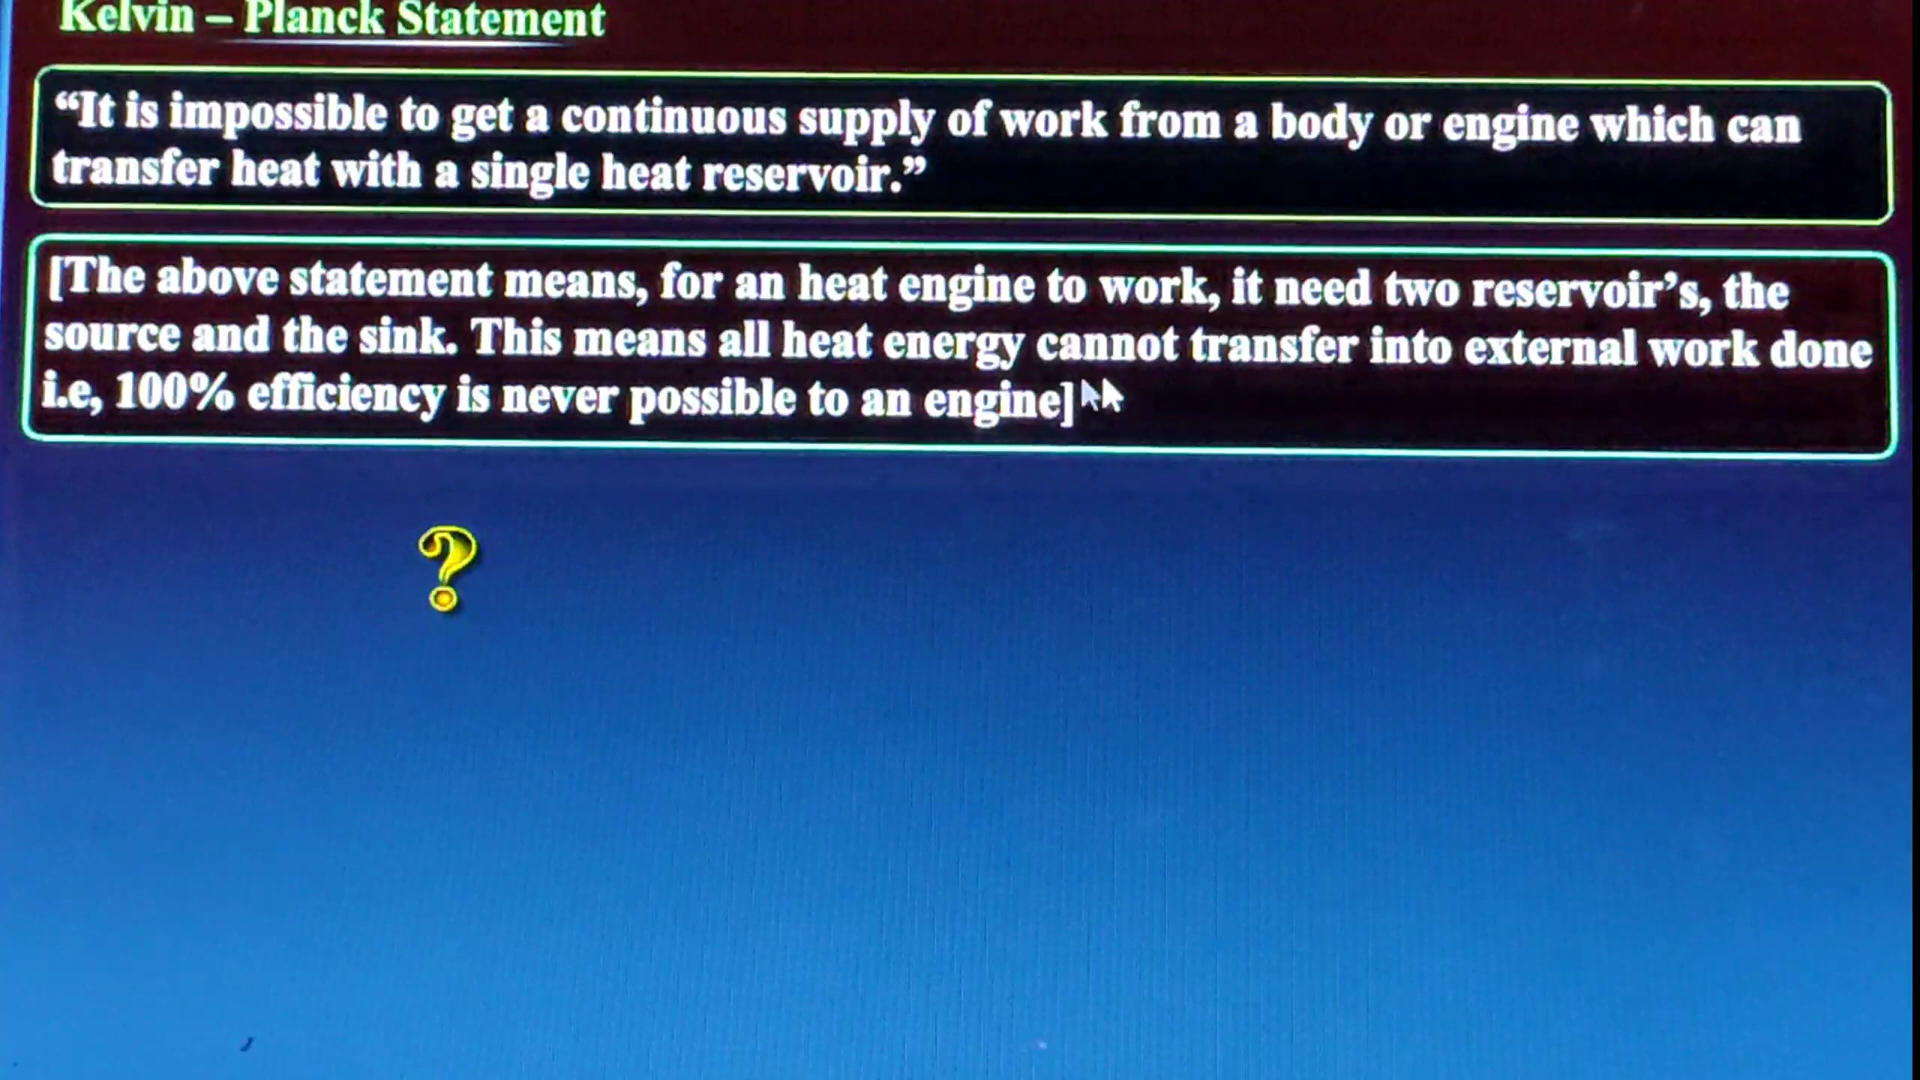 Kelvin – Planck Statement
“It is impossible to get a continuous supply of work from a body or engine which can
transfer heat with a single heat reservoir.”
[The above statement means, for an heat engine to work, it need two reservoir’s, the
source and the sink. This means all heat energy cannot transfer into external work done
i.e, 100% efficiency is never possible to an engine]
?